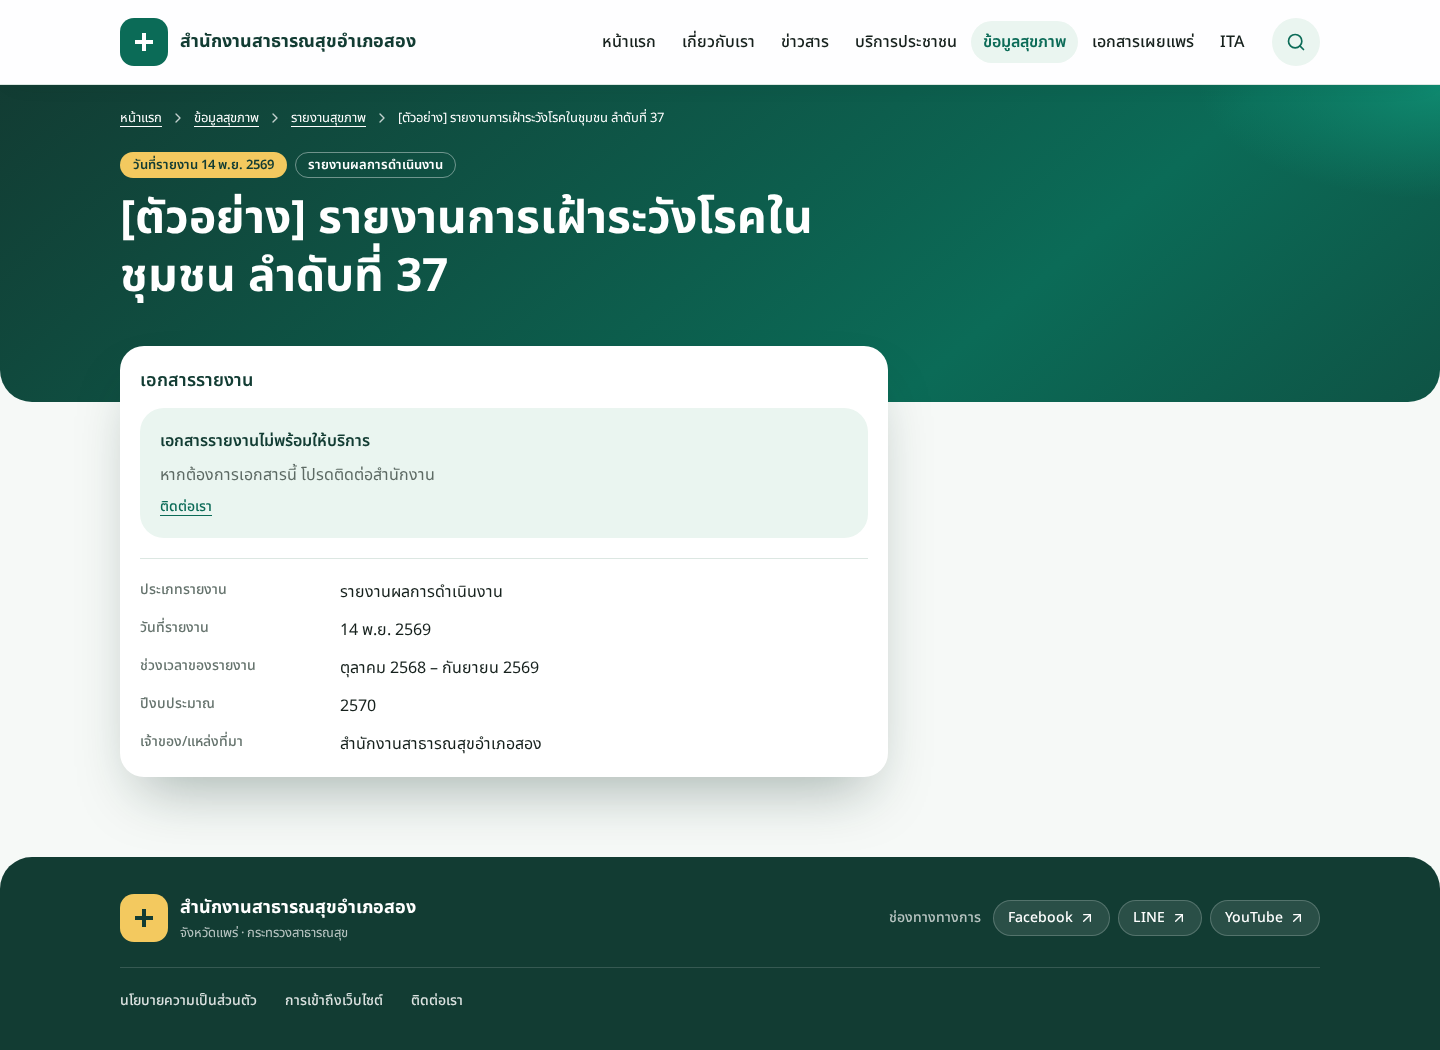 สำนักงานสาธารณสุขอำเภอสอง
หน้าแรก เกี่ยวกับเรา ข่าวสาร บริการประชาชน ข้อมูลสุขภาพ เอกสารเผยแพร่ ITA
หน้าแรก ข้อมูลสุขภาพ รายงานสุขภาพ [ตัวอย่าง] รายงานการเฝ้าระวังโรคในชุมชน ลำดับที่ 37
วันที่รายงาน 14 พ.ย. 2569 รายงานผลการดำเนินงาน
[ตัวอย่าง] รายงานการเฝ้าระวังโรคใน
ชุมชน ลำดับที่ 37
เอกสารรายงาน
เอกสารรายงานไม่พร้อมให้บริการ
หากต้องการเอกสารนี้ โปรดติดต่อสำนักงาน
ติดต่อเรา
ประเภทรายงาน รายงานผลการดำเนินงาน
วันที่รายงาน 14 พ.ย. 2569
ช่วงเวลาของรายงาน ตุลาคม 2568 – กันยายน 2569
ปีงบประมาณ 2570
เจ้าของ/แหล่งที่มา สำนักงานสาธารณสุขอำเภอสอง
สำนักงานสาธารณสุขอำเภอสอง
จังหวัดแพร่ · กระทรวงสาธารณสุข
ช่องทางทางการ Facebook LINE YouTube
นโยบายความเป็นส่วนตัว การเข้าถึงเว็บไซต์ ติดต่อเรา